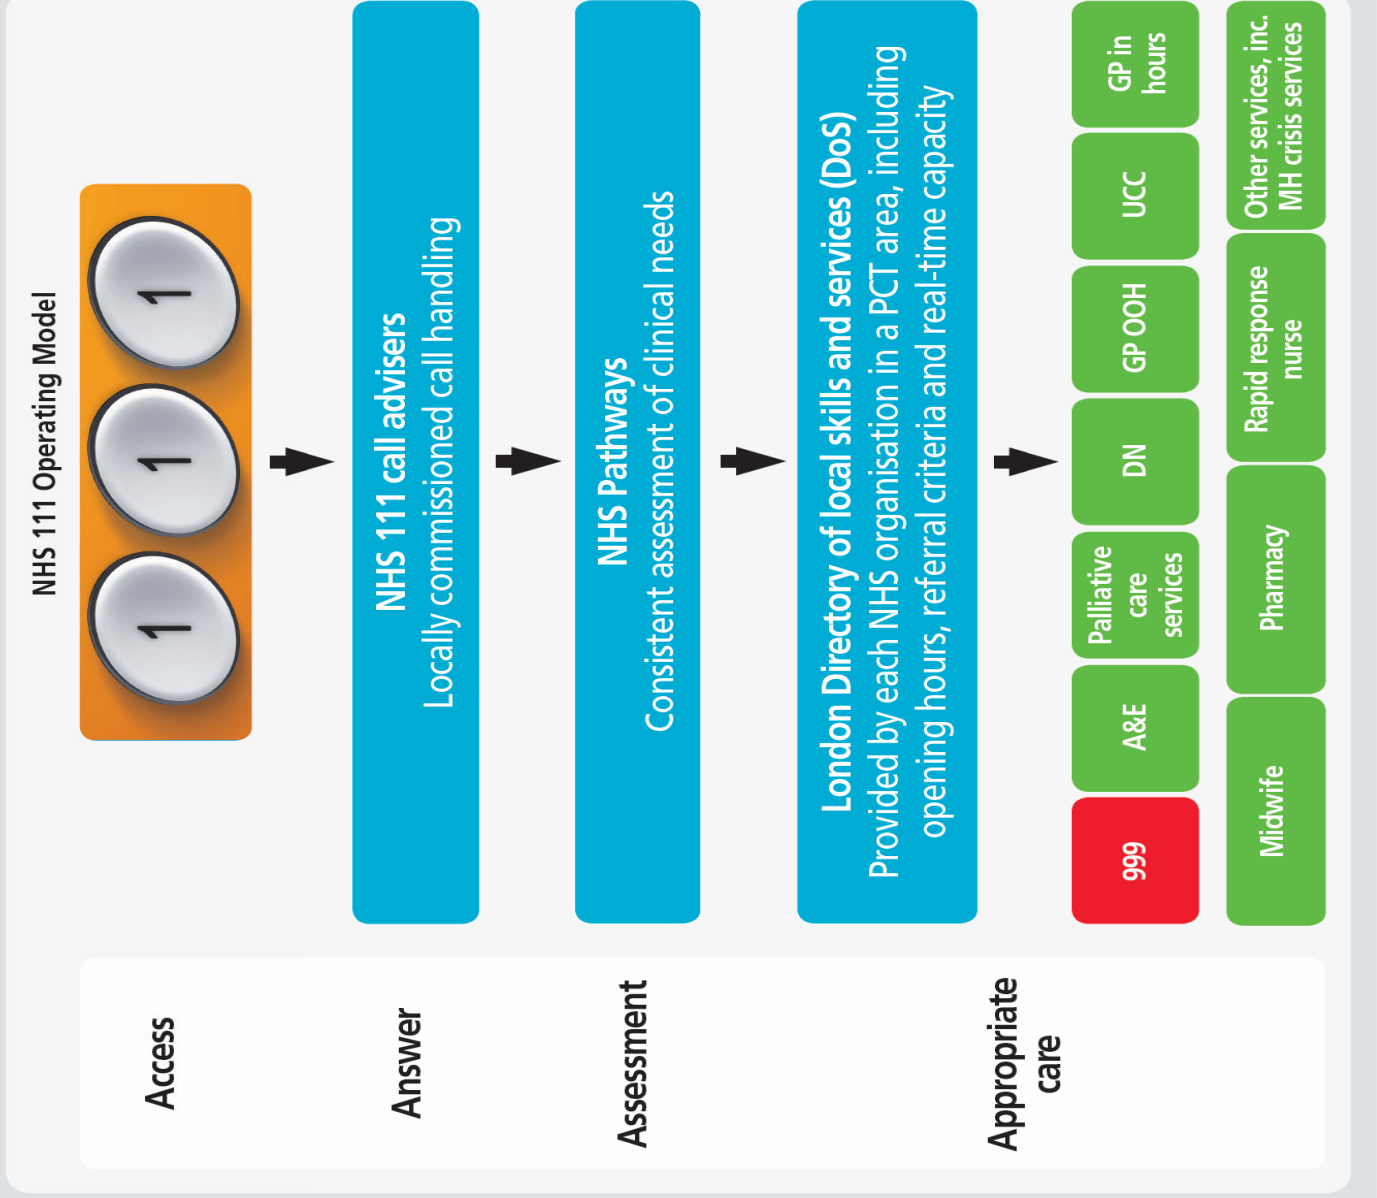 NHS 111 Operating Model
Access
1 1 1
Answer
NHS 111 call advisers
Locally commissioned call handling
Assessment
NHS Pathways
Consistent assessment of clinical needs
Appropriate
care
London Directory of local skills and services (DoS)
Provided by each NHS organisation in a PCT area, including
opening hours, referral criteria and real-time capacity
999
A&E
Palliative
care
services
DN
GP OOH
UCC
GP in
hours
Midwife
Pharmacy
Rapid response
nurse
Other services, inc.
MH crisis services